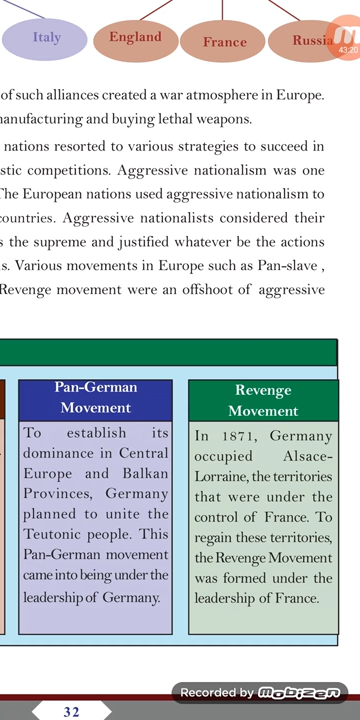 Italy
England
France
Russia
43:20
of such alliances created a war atmosphere in Europe.
manufacturing and buying lethal weapons.
nations resorted to various strategies to succeed in
stic competitions. Aggressive nationalism was one
The European nations used aggressive nationalism to
countries. Aggressive nationalists considered their
s the supreme and justified whatever be the actions
s. Various movements in Europe such as Pan-slave ,
Revenge movement were an offshoot of aggressive
Pan-German
Movement
To establish its
dominance in Central
Europe and Balkan
Provinces, Germany
planned to unite the
Teutonic people. This
Pan-German movement
came into being under the
leadership of Germany.
Revenge
Movement
In 1871, Germany
occupied Alsace-
Lorraine, the territories
that were under the
control of France. To
regain these territories,
the Revenge Movement
was formed under the
leadership of France.
32
Recorded by mobizen